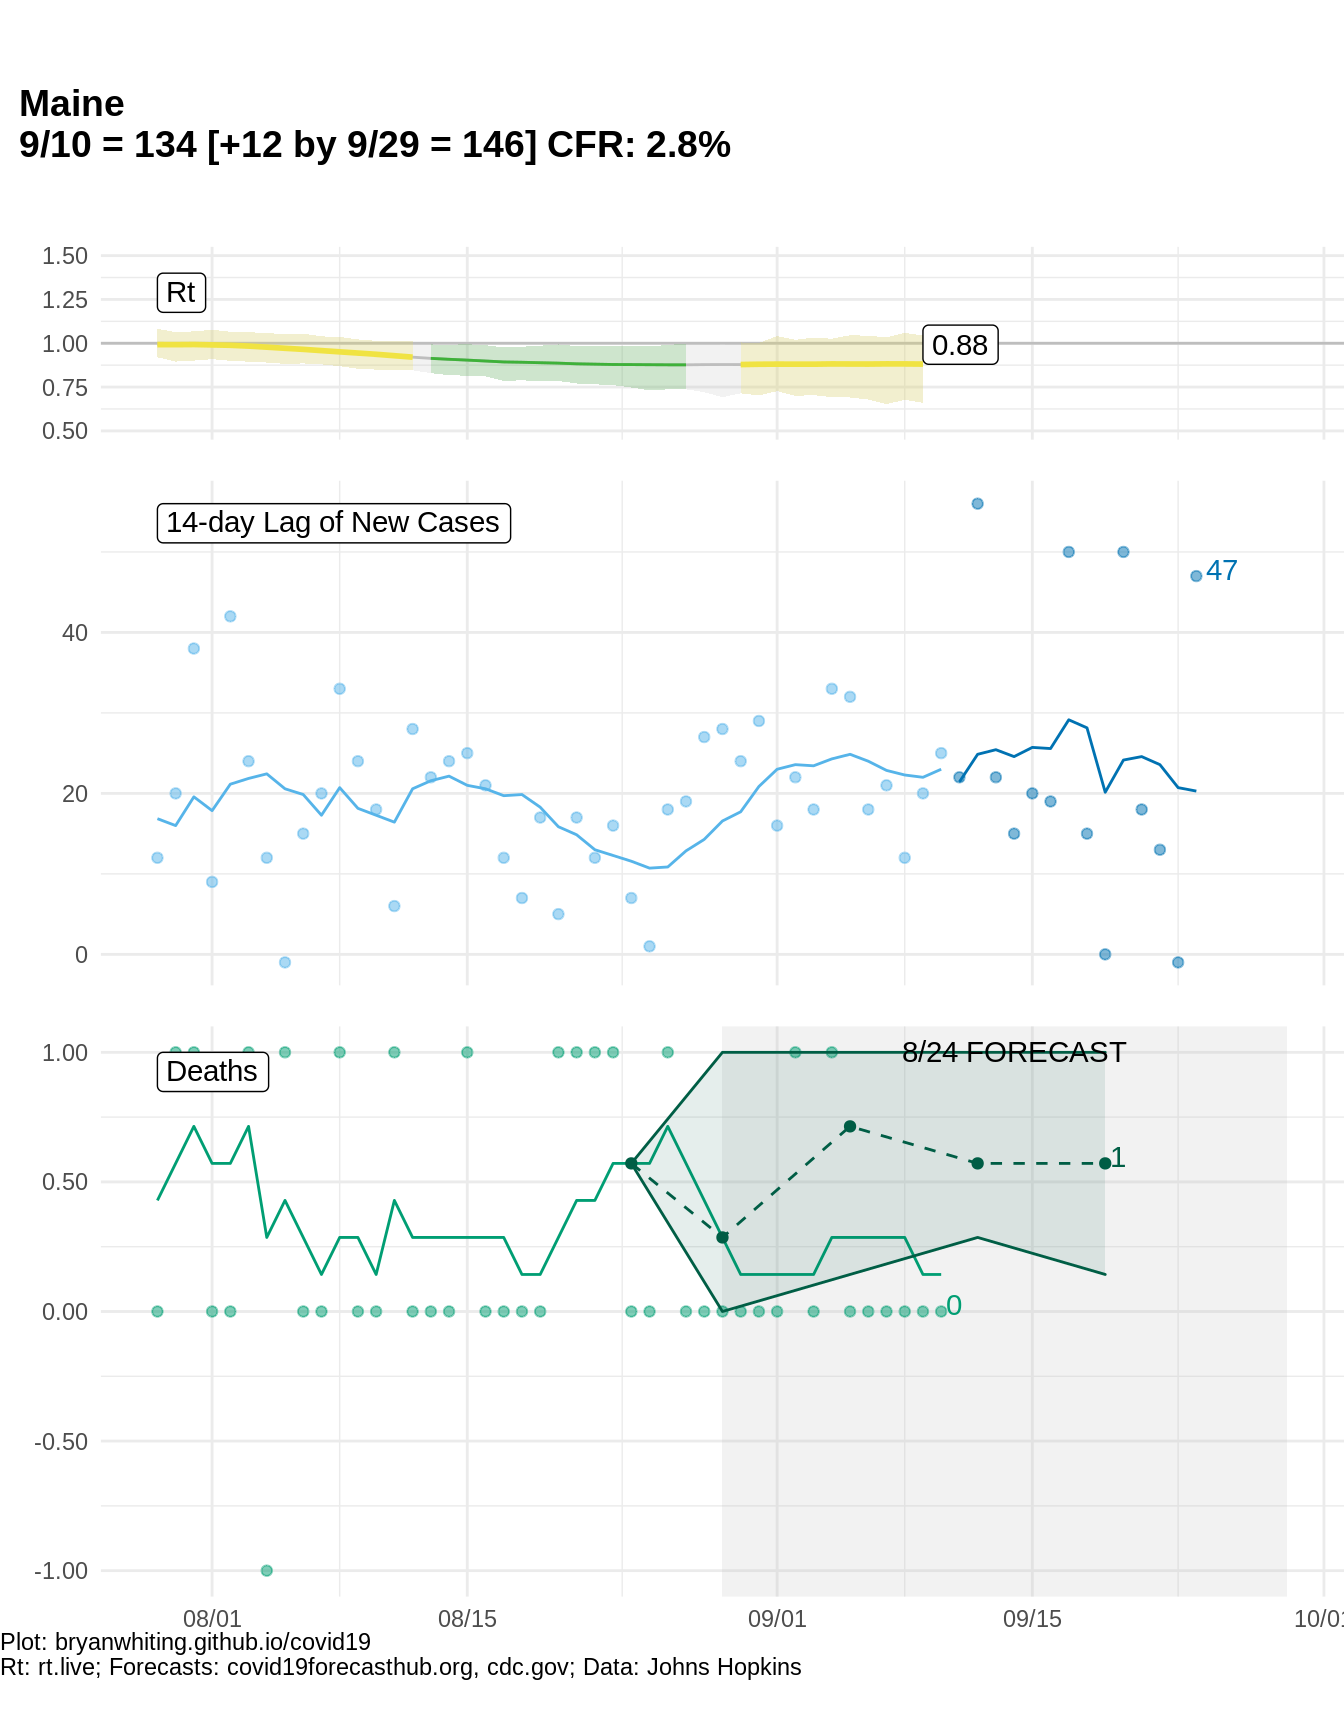 Maine
9/10 = 134 [+12 by 9/29 = 146] CFR: 2.8%
1.50
1.25
1.00
0.75
0.50
Rt
0.88
14-day Lag of New Cases
47
40
20
0
Deaths
8/24 FORECAST
1
0
1.00
0.50
0.00
-0.50
-1.00
08/01 08/15 09/01 09/15 10/01
Plot: bryanwhiting.github.io/covid19
Rt: rt.live; Forecasts: covid19forecasthub.org, cdc.gov; Data: Johns Hopkins